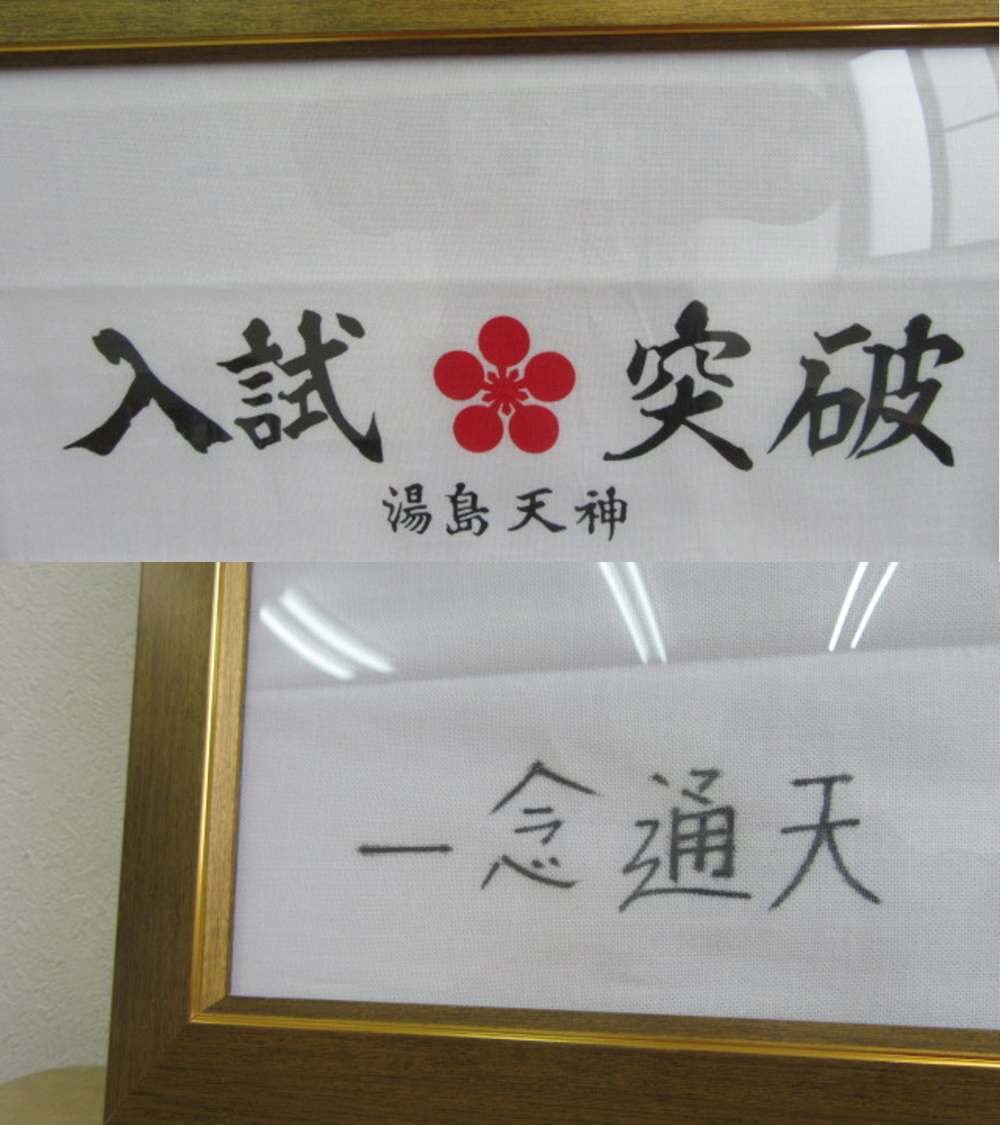 入試 突破
湯島天神
一念通天